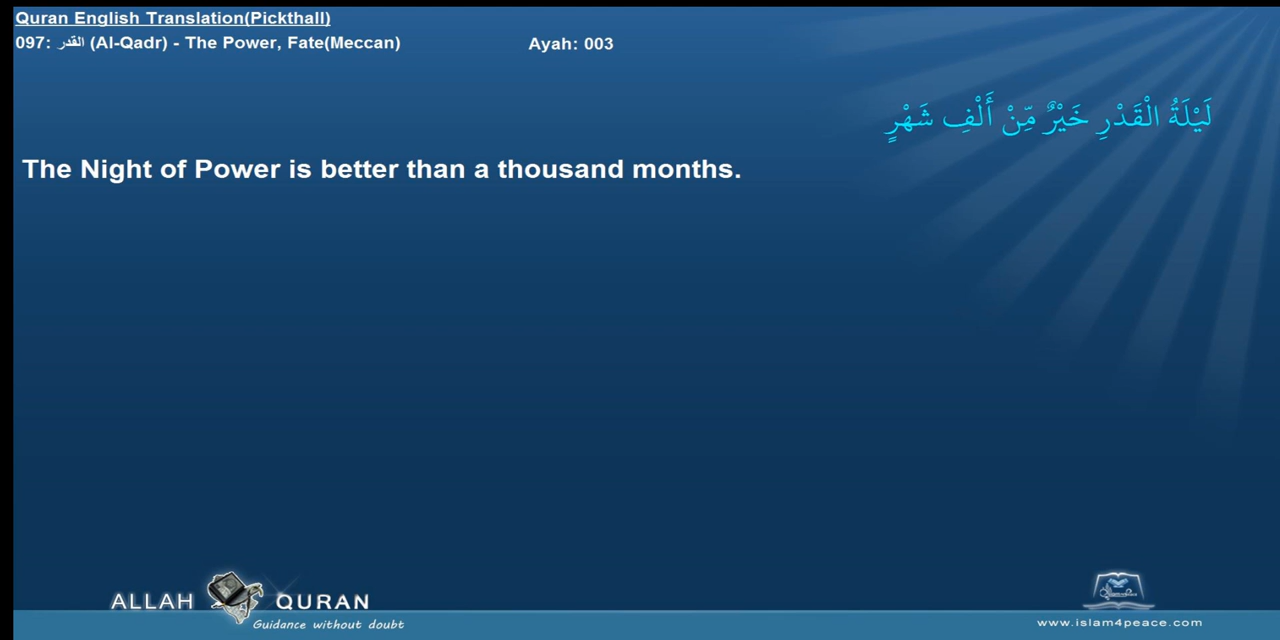 Quran English Translation(Pickthall)
097: القدر (Al-Qadr) - The Power, Fate(Meccan)
Ayah: 003
لَيْلَةُ الْقَدْرِ خَيْرٌ مِّنْ أَلْفِ شَهْرٍ
The Night of Power is better than a thousand months.
ALLAH QURAN
Guidance without doubt
www.islam4peace.com